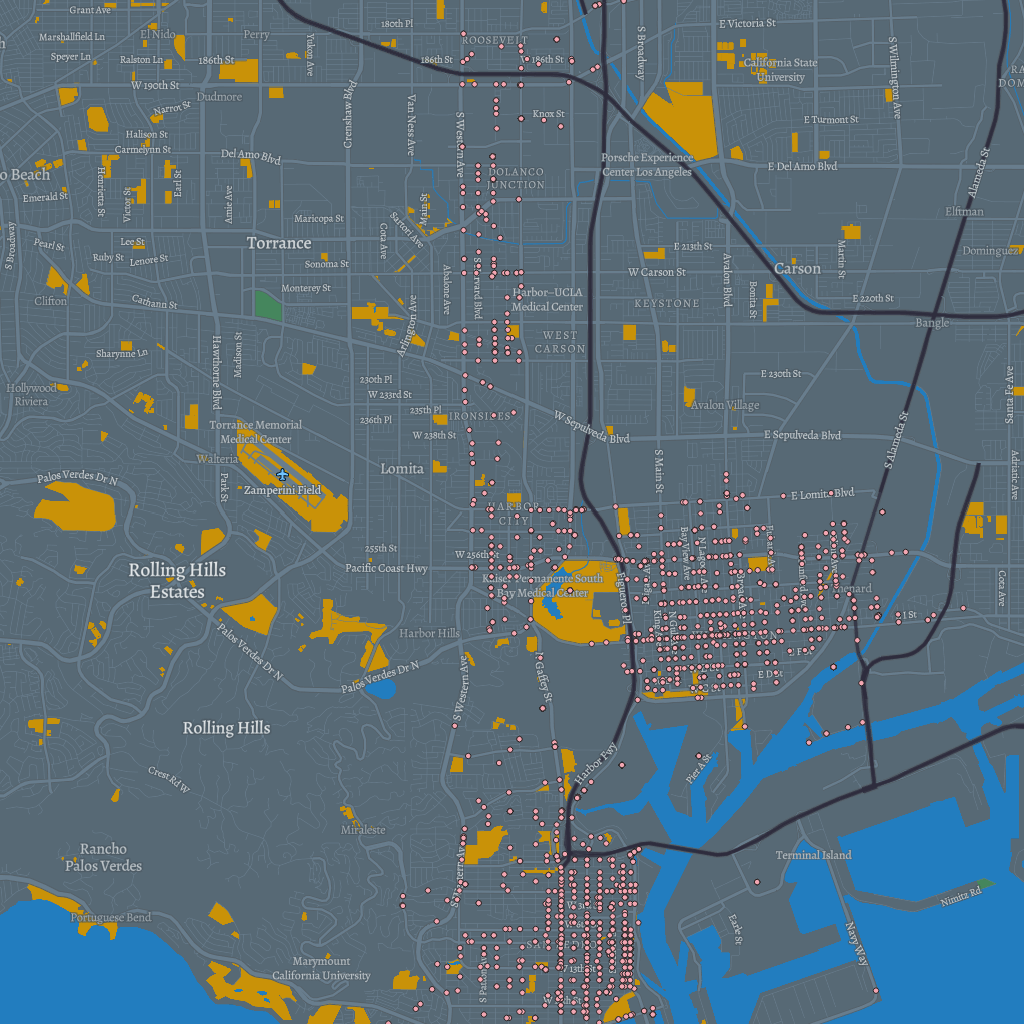 Grant Ave
180th Pl
E Victoria St
Marshallfield Ln
El Nido
Perry
ROOSEVELT
S Broadway
S Wilmington Ave
Speyer Ln
Ralston Ln
186th St
Yukon Ave
186th St
186th St
California State
University
W 190th St
Dudmore
Crenshaw Blvd
Van Ness Ave
Narrot St
Knox St
E Turmont St
Halison St
S Western Ave
Carmelynn St
Del Amo Blvd
Porsche Experience
Center Los Angeles
E Del Amo Blvd
Alameda St
o Beach
Henrietta St
Earl St
DOLANCO
JUNCTION
Emerald St
Victor St
Amie Ave
Main St
Elftman
Maricopa St
Sartori Ave
Cota Ave
S Broadway
Pearl St
Lee St
Torrance
E 213th St
Martin St
Dominguez
Ruby St
Lenore St
Sonoma St
W Carson St
Avalon Blvd
Carson
Abalone Ave
S Harvard Blvd
Monterey St
Harbor–UCLA
Medical Center
KEYSTONE
Bonita St
E 220th St
Clifton
Cathann St
Arlington Ave
Bangle
WEST
CARSON
Hawthorne Blvd
Madison St
Sharynne Ln
230th Pl
E 230th St
Hollywood
Riviera
W 233rd St
Santa Fe Ave
235th Pl
IRONSIDES
Avalon Village
236th Pl
W Sepulveda Blvd
Torrance Memorial
Medical Center
W 238th St
E Sepulveda Blvd
S Alameda St
Walteria
Lomita
S Main St
Adriatic Ave
Palos Verdes Dr N
Park St
Zamperini Field
E Lomita Blvd
HARBOR
CITY
255th St
W 256th St
Pacific Coast Hwy
Rolling Hills
Estates
Kaiser Permanente South
Bay Medical Center
Figueroa Pl
Cota Ave
I St
Harbor Hills
Palos Verdes Dr N
Palos Verdes Dr N
S Western Ave
N Gaffey St
E D St
Rolling Hills
Harbor Fwy
Pier A St
Crest Rd W
Miraleste
Rancho
Palos Verdes
S Western Ave
Terminal Island
Nimitz Rd
Portuguese Bend
Earle St
Navy Way
Marymount
California University
W 13th St